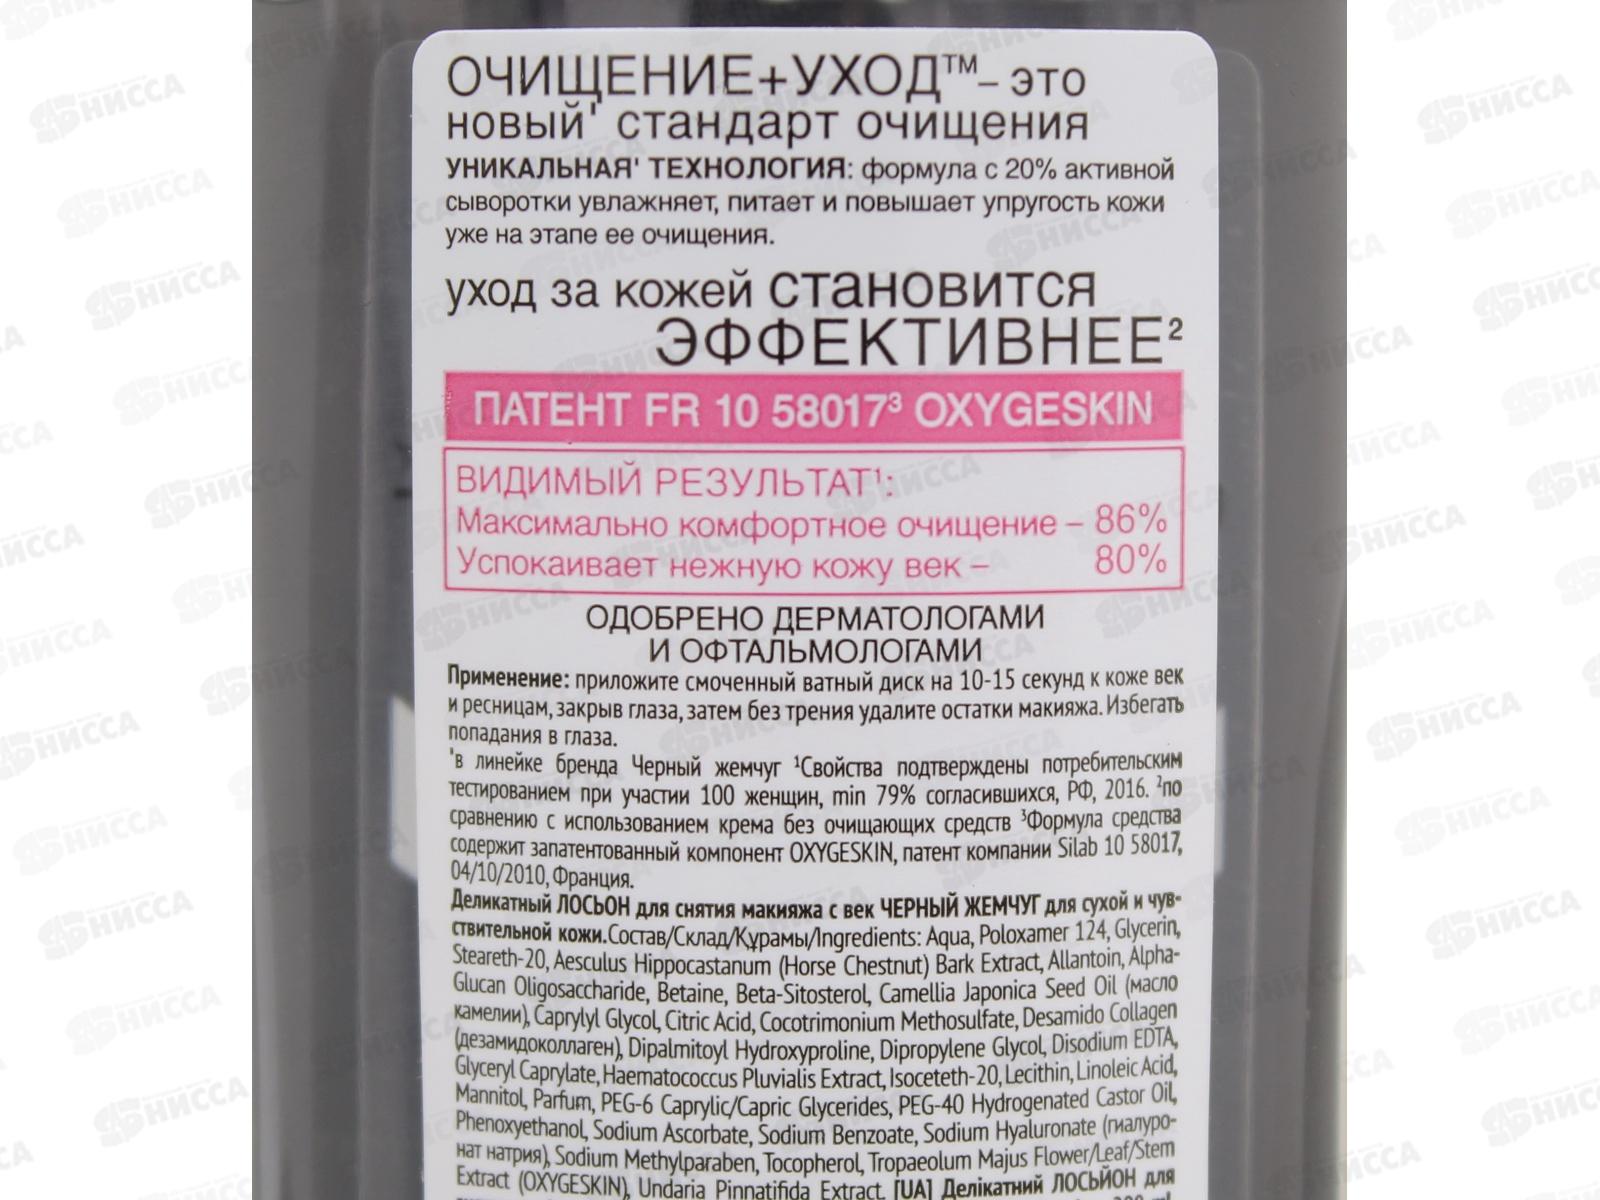 ОЧИЩЕНИЕ+УХОД™– это
новый' стандарт очищения
УНИКАЛЬНАЯ' ТЕХНОЛОГИЯ: формула с 20% активной
сыворотки увлажняет, питает и повышает упругость кожи
уже на этапе ее очищения.
уход за кожей СТАНОВИТСЯ
ЭФФЕКТИВНЕЕ²
ПАТЕНТ FR 10 58017³ OXYGESKIN
ВИДИМЫЙ РЕЗУЛЬТАТ¹:
Максимально комфортное очищение – 86%
Успокаивает нежную кожу век – 80%
ОДОБРЕНО ДЕРМАТОЛОГАМИ
И ОФТАЛЬМОЛОГАМИ
Применение: приложите смоченный ватный диск на 10-15 секунд к коже век
и ресницам, закрыв глаза, затем без трения удалите остатки макияжа. Избегать
попадания в глаза.
'в линейке бренда Черный жемчуг ¹Свойства подтверждены потребительским
тестированием при участии 100 женщин, min 79% согласившихся, РФ, 2016. ²по
сравнению с использованием крема без очищающих средств ³Формула средства
содержит запатентованный компонент OXYGESKIN, патент компании Silab 10 58017,
04/10/2010, Франция.
Деликатный ЛОСЬОН для снятия макияжа с век ЧЕРНЫЙ ЖЕМЧУГ для сухой и чув-
ствительной кожи. Состав/Склад/Құрамы/Ingredients: Aqua, Poloxamer 124, Glycerin,
Steareth-20, Aesculus Hippocastanum (Horse Chestnut) Bark Extract, Allantoin, Alpha-
Glucan Oligosaccharide, Betaine, Beta-Sitosterol, Camellia Japonica Seed Oil (масло
камелии), Caprylyl Glycol, Citric Acid, Cocotrimonium Methosulfate, Desamido Collagen
(дезамидоколлаген), Dipalmitoyl Hydroxyproline, Dipropylene Glycol, Disodium EDTA,
Glyceryl Caprylate, Haematococcus Pluvialis Extract, Isoceteth-20, Lecithin, Linoleic Acid,
Mannitol, Parfum, PEG-6 Caprylic/Capric Glycerides, PEG-40 Hydrogenated Castor Oil,
Phenoxyethanol, Sodium Ascorbate, Sodium Benzoate, Sodium Hyaluronate (гиалуро-
нат натрия), Sodium Methylparaben, Tocopherol, Tropaeolum Majus Flower/Leaf/Stem
Extract (OXYGESKIN), Undaria Pinnatifida Extract. [UA] Делікатний ЛОСЬЙОН для